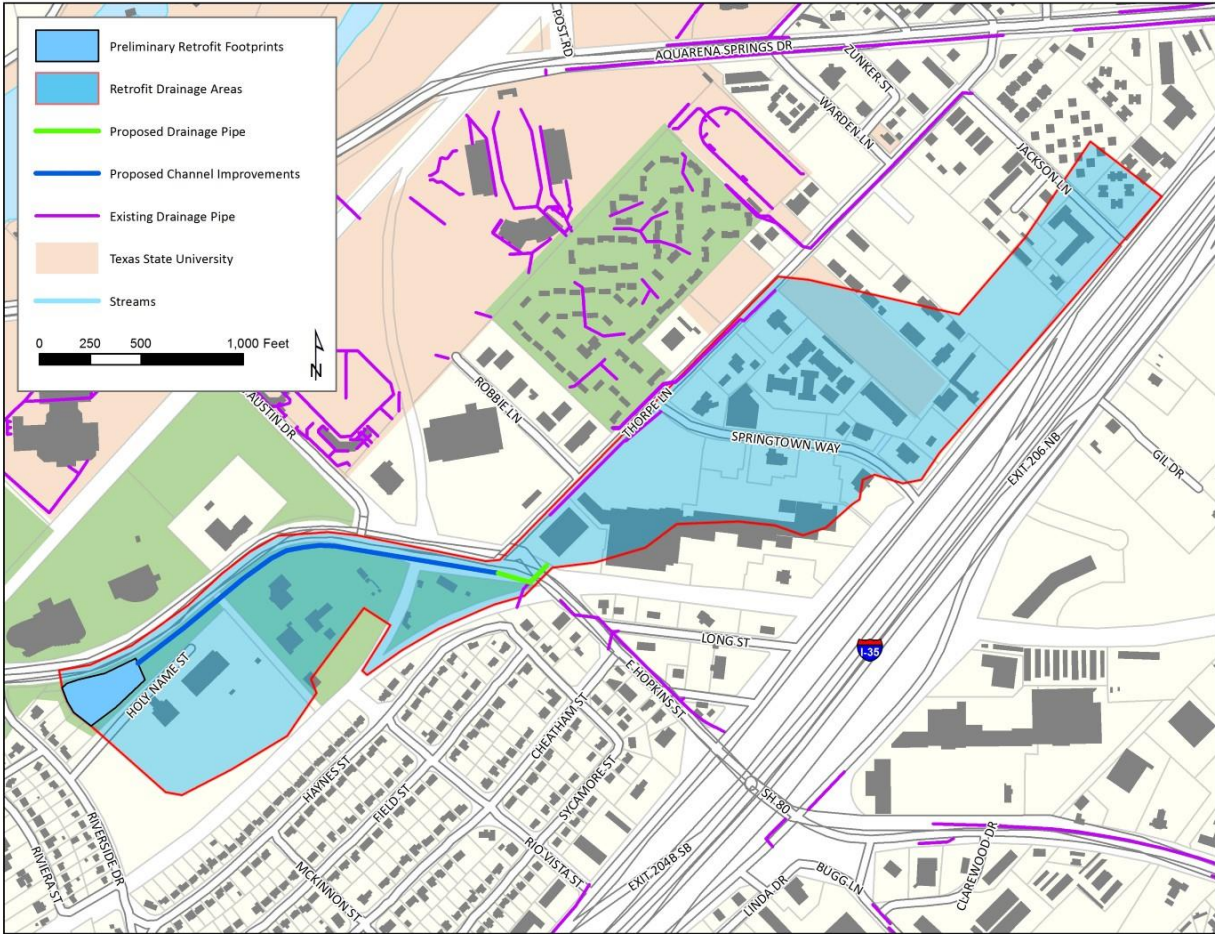 Preliminary Retrofit Footprints
Retrofit Drainage Areas
Proposed Drainage Pipe
Proposed Channel Improvements
Existing Drainage Pipe
Texas State University
Streams
0 250 500 1,000 Feet
N
POST RD
AQUARENA SPRINGS DR
ZUNKER ST
WARDEN LN
JACKSON LN
ROBBIE LN
THORPE LN
SPRINGTOWN WAY
EXIT 206 NB
GIL DR
AUSTIN DR
HOLY NAME ST
LONG ST
I-35
E HOPKINS ST
CHEATHAM ST
HAYNES ST
SYCAMORE ST
FIELD ST
SH 80
RIVERSIDE DR
RIVIERA ST
MCKINNON ST
RIO VISTA ST
EXIT 204B SB
LINDA DR
BUGG LN
CLAREWOOD DR